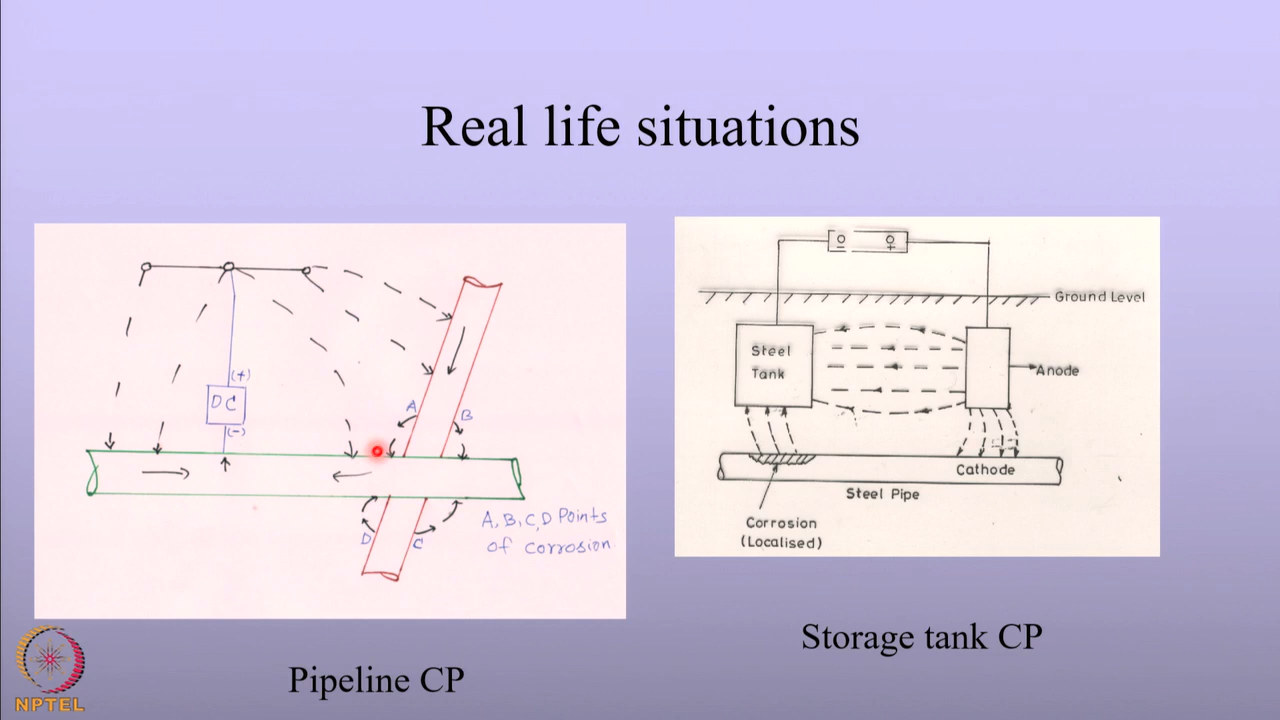 Real life situations
(+)
DC
(-)
A
B
D
C
A, B, C, D Points
of corrosion
Pipeline CP
Ground Level
Steel
Tank
Anode
Cathode
Steel Pipe
Corrosion
(Localised)
Storage tank CP
NPTEL